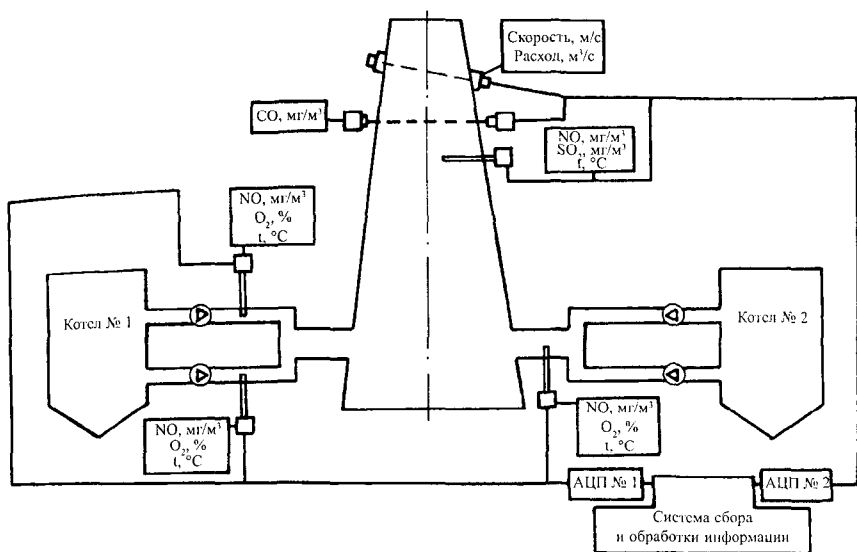 Скорость, м/с
Расход, м³/с
СО, мг/м³
NO, мг/м³
SO₂, мг/м³
t, °C
NO, мг/м³
O₂, %
t, °C
Котел № 1
Котел № 2
NO, мг/м³
O₂, %
t, °C
NO, мг/м³
O₂, %
t, °C
АЦП № 1
АЦП № 2
Система сбора
и обработки информации